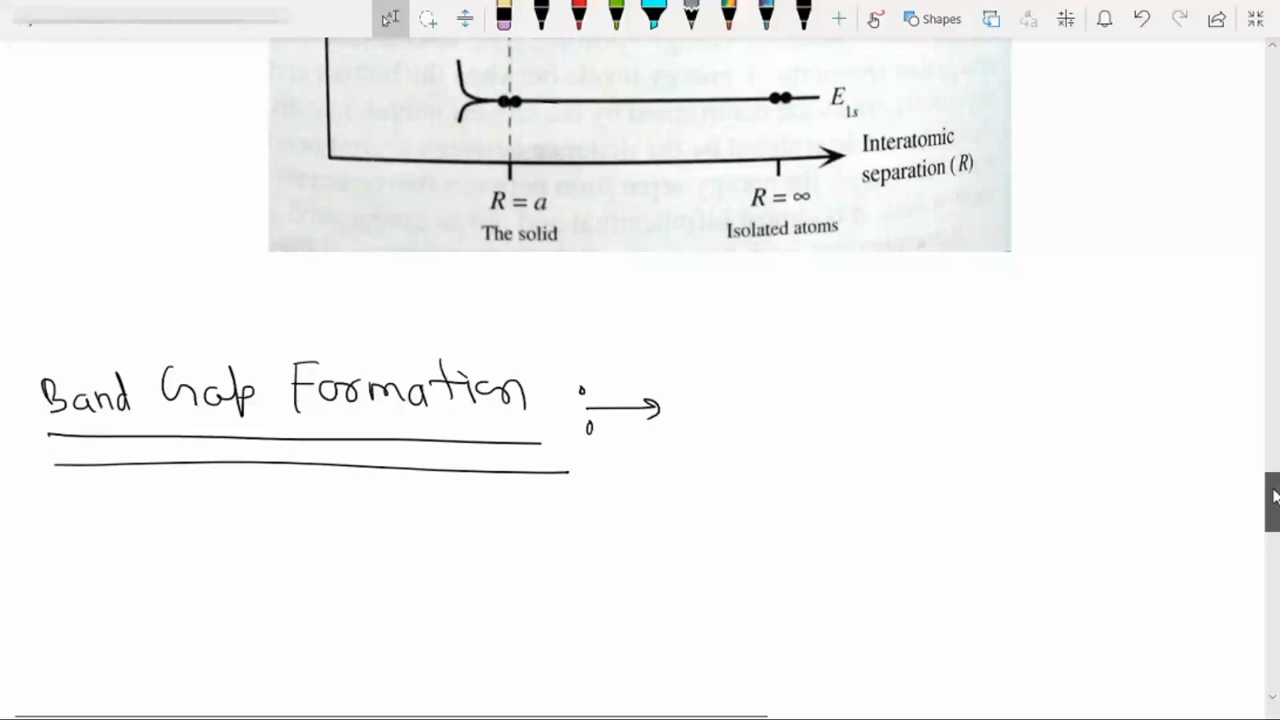 Shapes
E1s
Interatomic
separation (R)
R = a
R = ∞
The solid
Isolated atoms
Band Gap Formation :→